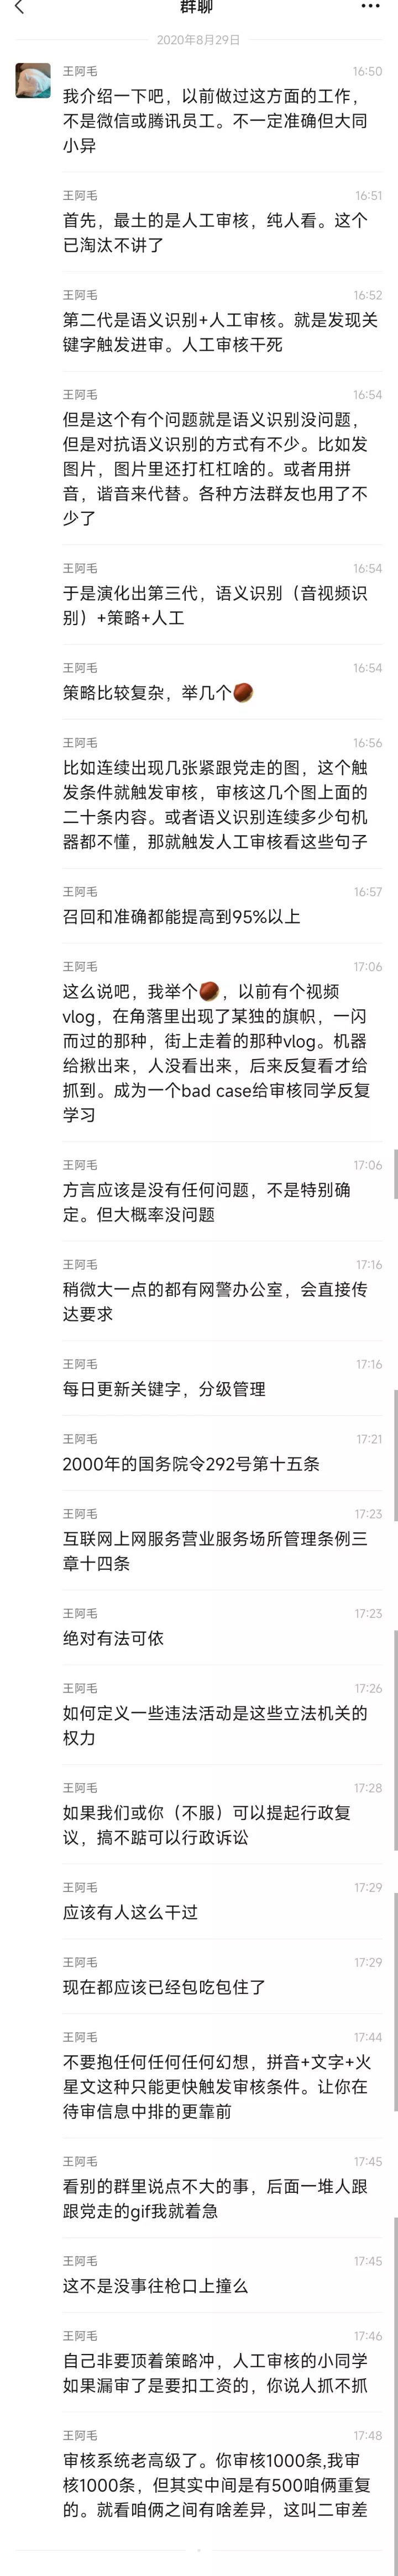 群聊
2020年8月29日
王阿毛 16:50
我介绍一下吧，以前做过这方面的工作，
不是微信或腾讯员工。不一定准确但大同
小异
王阿毛 16:51
首先，最土的是人工审核，纯人看。这个
已淘汰不讲了
王阿毛 16:52
第二代是语义识别+人工审核。就是发现关
键字触发进审。人工审核干死
王阿毛 16:54
但是这个有个问题就是语义识别没问题，
但是对抗语义识别的方式有不少。比如发
图片，图片里还打杠杠啥的。或者用拼
音，谐音来代替。各种方法群友也用了不
少了
王阿毛 16:54
于是演化出第三代，语义识别（音视频识
别）+策略+人工
王阿毛 16:54
策略比较复杂，举几个🌰
王阿毛 16:56
比如连续出现几张紧跟党走的图，这个触
发条件就触发审核，审核这几个图上面的
二十条内容。或者语义识别连续多少句机
器都不懂，那就触发人工审核看这些句子
王阿毛 16:57
召回和准确都能提高到95%以上
王阿毛 17:06
这么说吧，我举个🌰，以前有个视频
vlog，在角落里出现了某独的旗帜，一闪
而过的那种，街上走着的那种vlog。机器
给揪出来，人没看出来，后来反复看才给
抓到。成为一个bad case给审核同学反复
学习
王阿毛 17:06
方言应该是没有任何问题，不是特别确
定。但大概率没问题
王阿毛 17:16
稍微大一点的都有网警办公室，会直接传
达要求
王阿毛 17:16
每日更新关键字，分级管理
王阿毛 17:21
2000年的国务院令292号第十五条
王阿毛 17:23
互联网上网服务营业服务场所管理条例三
章十四条
王阿毛 17:23
绝对有法可依
王阿毛 17:26
如何定义一些违法活动是这些立法机关的
权力
王阿毛 17:28
如果我们或你（不服）可以提起行政复
议，搞不踮可以行政诉讼
王阿毛 17:29
应该有人这么干过
王阿毛 17:29
现在都应该已经包吃包住了
王阿毛 17:44
不要抱任何任何任何幻想，拼音+文字+火
星文这种只能更快触发审核条件。让你在
待审信息中排的更靠前
王阿毛 17:45
看别的群里说点不大的事，后面一堆人跟
跟党走的gif我就着急
王阿毛 17:45
这不是没事往枪口上撞么
王阿毛 17:46
自己非要顶着策略冲，人工审核的小同学
如果漏审了是要扣工资的，你说人抓不抓
王阿毛 17:48
审核系统老高级了。你审核1000条,我审
核1000条，但其实中间是有500咱俩重复
的。就看咱俩之间有啥差异，这叫二审差